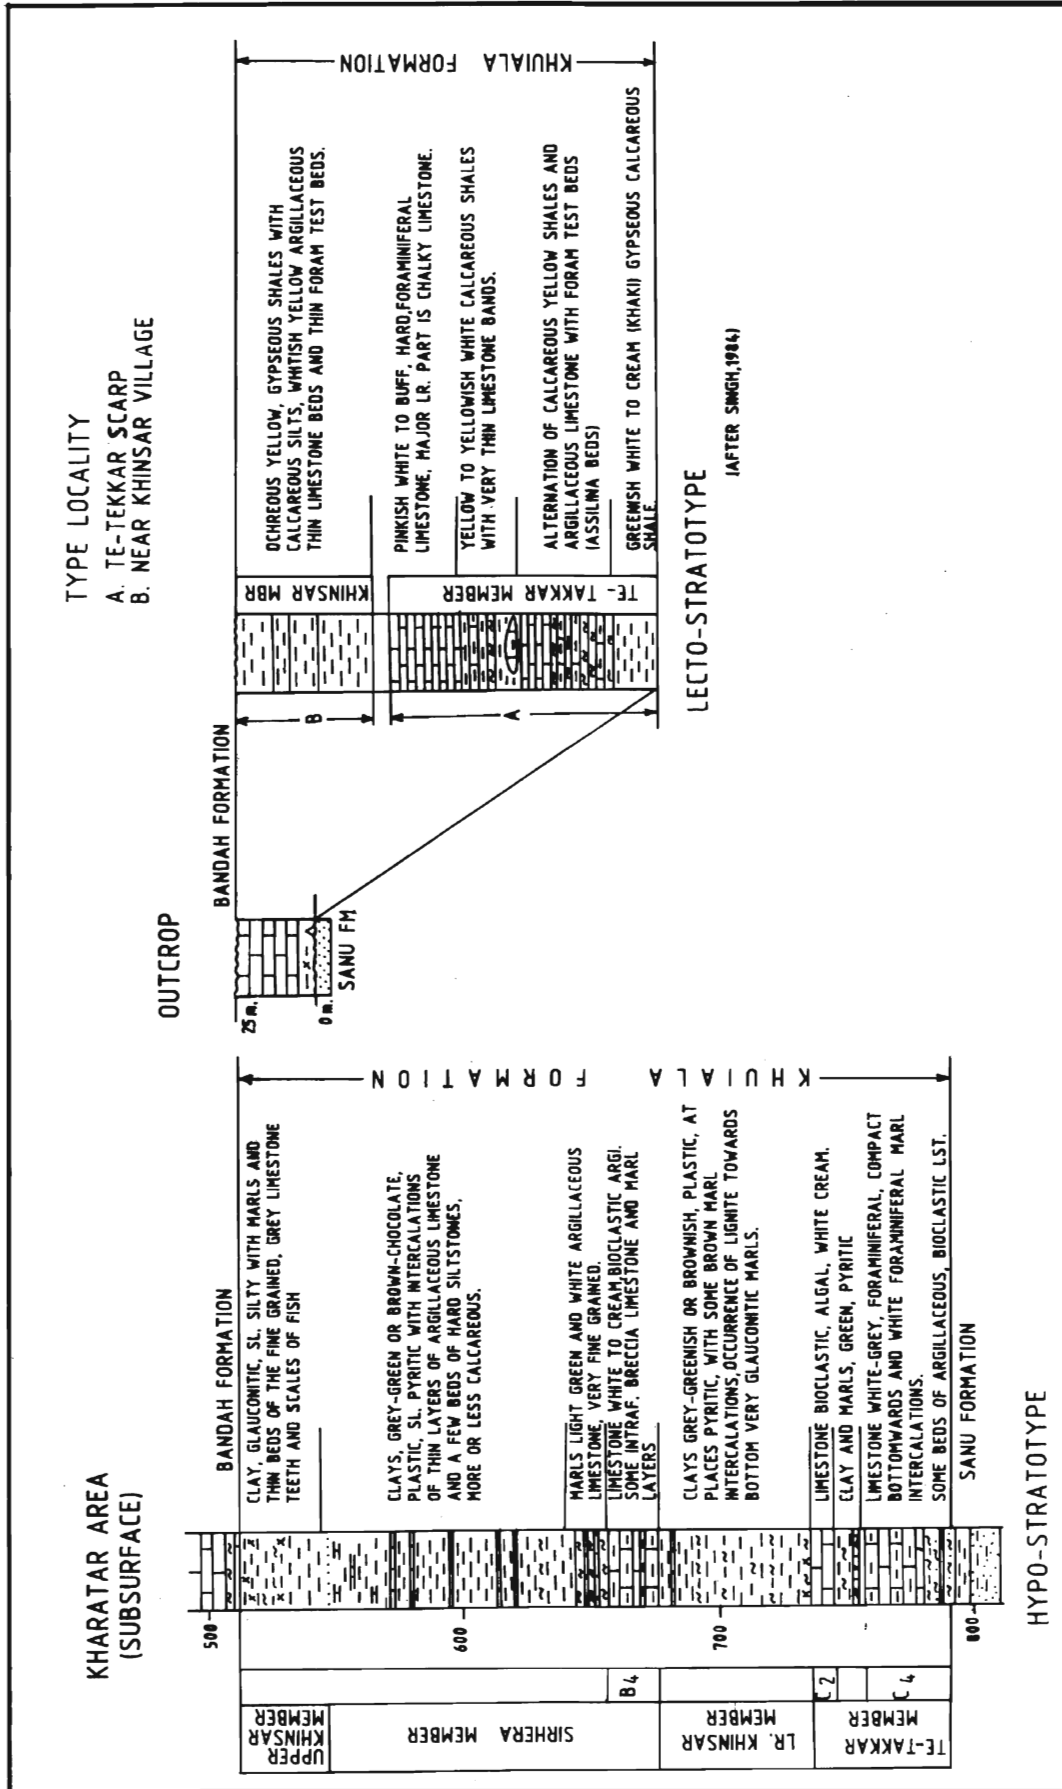 KHARATAR AREA
(SUBSURFACE)
BANDAH FORMATION
CLAY, GLAUCONITIC, SL. SILTY WITH MARLS AND
THIN BEDS OF THE FINE GRAINED, GREY LIMESTONE
TEETH AND SCALES OF FISH
CLAYS, GREY-GREEN OR BROWN-CHOCOLATE,
PLASTIC, SL. PYRITIC WITH INTERCALATIONS
OF THIN LAYERS OF ARGILLACEOUS LIMESTONE
AND A FEW BEDS OF HARD SILTSTONES,
MORE OR LESS CALCAREOUS.
MARLS LIGHT GREEN AND WHITE ARGILLACEOUS
LIMESTONE, VERY FINE GRAINED.
LIMESTONE WHITE TO CREAM, BIOCLASTIC ARGI.
SOME INTRAF. BRECCIA LIMESTONE AND MARL
LAYERS
CLAYS GREY-GREENISH OR BROWNISH, PLASTIC, AT
PLACES PYRITIC, WITH SOME BROWN MARL
INTERCALATIONS, OCCURRENCE OF LIGNITE TOWARDS
BOTTOM VERY GLAUCONITIC MARLS.
LIMESTONE BIOCLASTIC, ALGAL, WHITE CREAM.
CLAY AND MARLS, GREEN, PYRITIC
LIMESTONE WHITE-GREY, FORAMINIFERAL, COMPACT
BOTTOMWARDS AND WHITE FORAMINIFERAL MARL
INTERCALATIONS.
SOME BEDS OF ARGILLACEOUS, BIOCLASTIC LST.
SANU FORMATION
KHUIALA FORMATION
500
600
700
800
UPPER
KHINSAR
MEMBER
SIRHERA MEMBER
LR. KHINSAR
MEMBER
TE-TAKKAR
MEMBER
B4
C2
C4
HYPO-STRATOTYPE
OUTCROP
BANDAH FORMATION
25 m.
0 m.
SANU FM
TYPE LOCALITY
A. TE-TEKKAR SCARP
B. NEAR KHINSAR VILLAGE
B
A
KHINSAR MBR
TE-TAKKAR MEMBER
OCHREOUS YELLOW, GYPSEOUS SHALES WITH
CALCAREOUS SILTS, WHITISH YELLOW ARGILLACEOUS
THIN LIMESTONE BEDS AND THIN FORAM TEST BEDS.
PINKISH WHITE TO BUFF, HARD, FORAMINIFERAL
LIMESTONE, MAJOR LR. PART IS CHALKY LIMESTONE.
YELLOW TO YELLOWISH WHITE CALCAREOUS SHALES
WITH VERY THIN LIMESTONE BANDS.
ALTERNATION OF CALCAREOUS YELLOW SHALES AND
ARGILLACEOUS LIMESTONE WITH FORAM TEST BEDS
(ASSILINA BEDS)
GREENISH WHITE TO CREAM (KHAKI) GYPSEOUS CALCAREOUS
SHALE.
KHUIALA FORMATION
LECTO-STRATOTYPE
(AFTER SINGH, 1984)